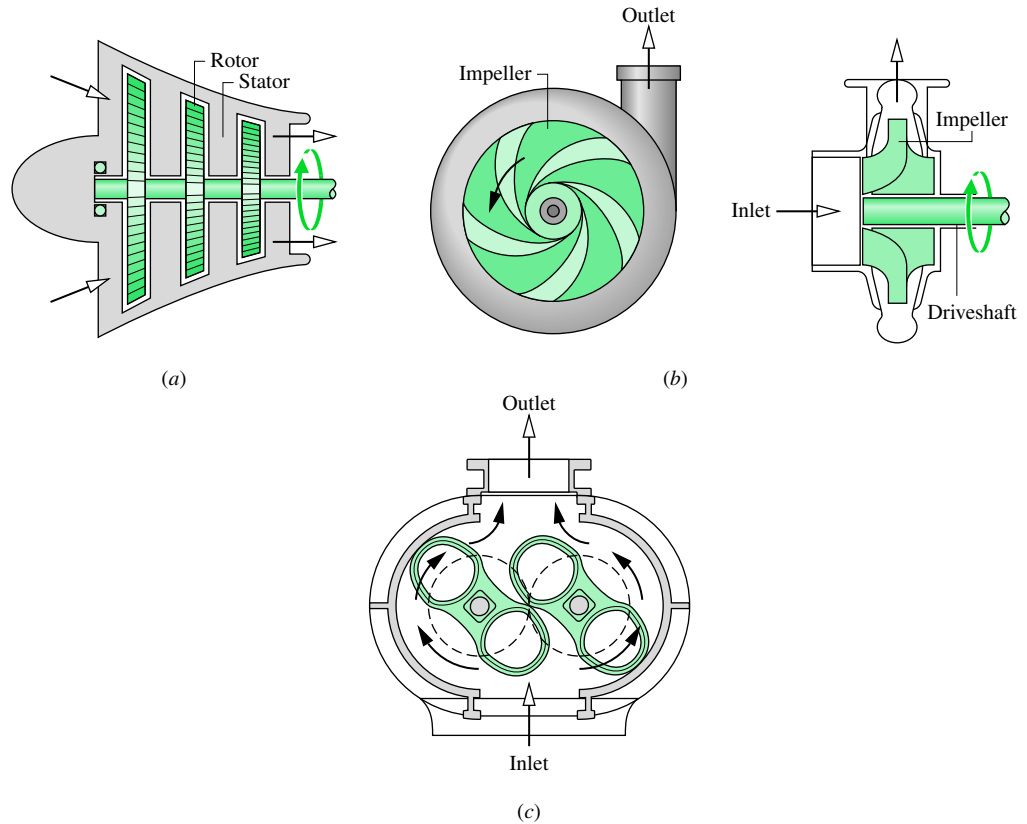 Rotor
Stator
(a)
Outlet
Impeller
Impeller
Inlet
Driveshaft
(b)
Outlet
Inlet
(c)